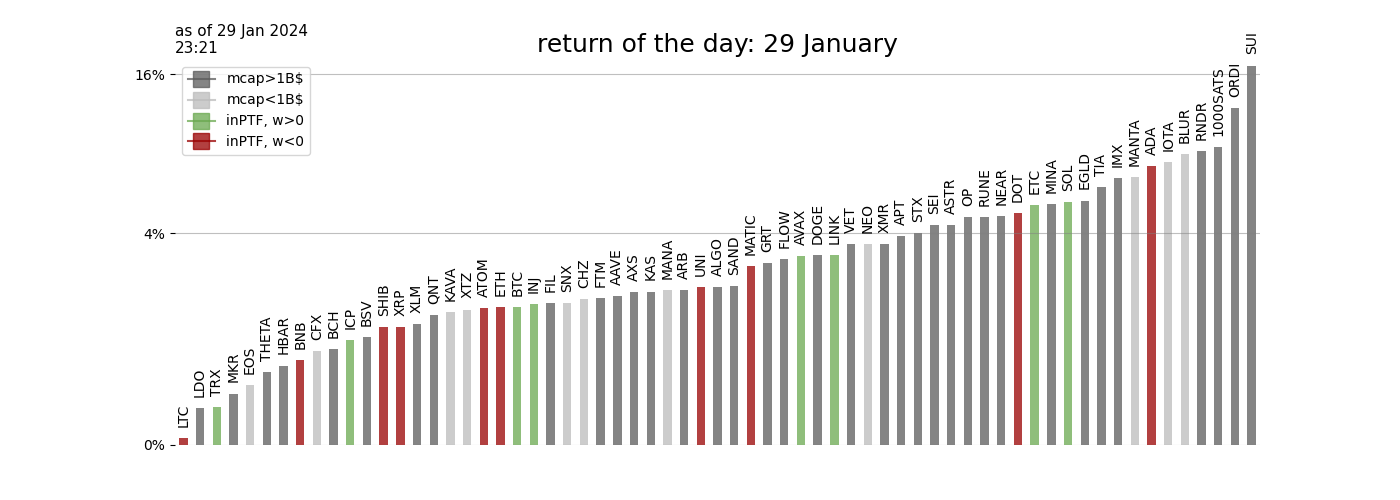 as of 29 Jan 2024
23:21
return of the day: 29 January
mcap>1B$
mcap<1B$
inPTF, w>0
inPTF, w<0
16%
4%
0%
LTC
LDO
TRX
MKR
EOS
THETA
HBAR
BNB
CFX
BCH
ICP
BSV
SHIB
XRP
XLM
QNT
KAVA
XTZ
ATOM
ETH
BTC
INJ
FIL
SNX
CHZ
FTM
AAVE
AXS
KAS
MANA
ARB
UNI
ALGO
SAND
MATIC
GRT
FLOW
AVAX
DOGE
LINK
VET
NEO
XMR
APT
STX
SEI
ASTR
OP
RUNE
NEAR
DOT
ETC
MINA
SOL
EGLD
TIA
IMX
MANTA
ADA
IOTA
BLUR
RNDR
1000SATS
ORDI
SUI